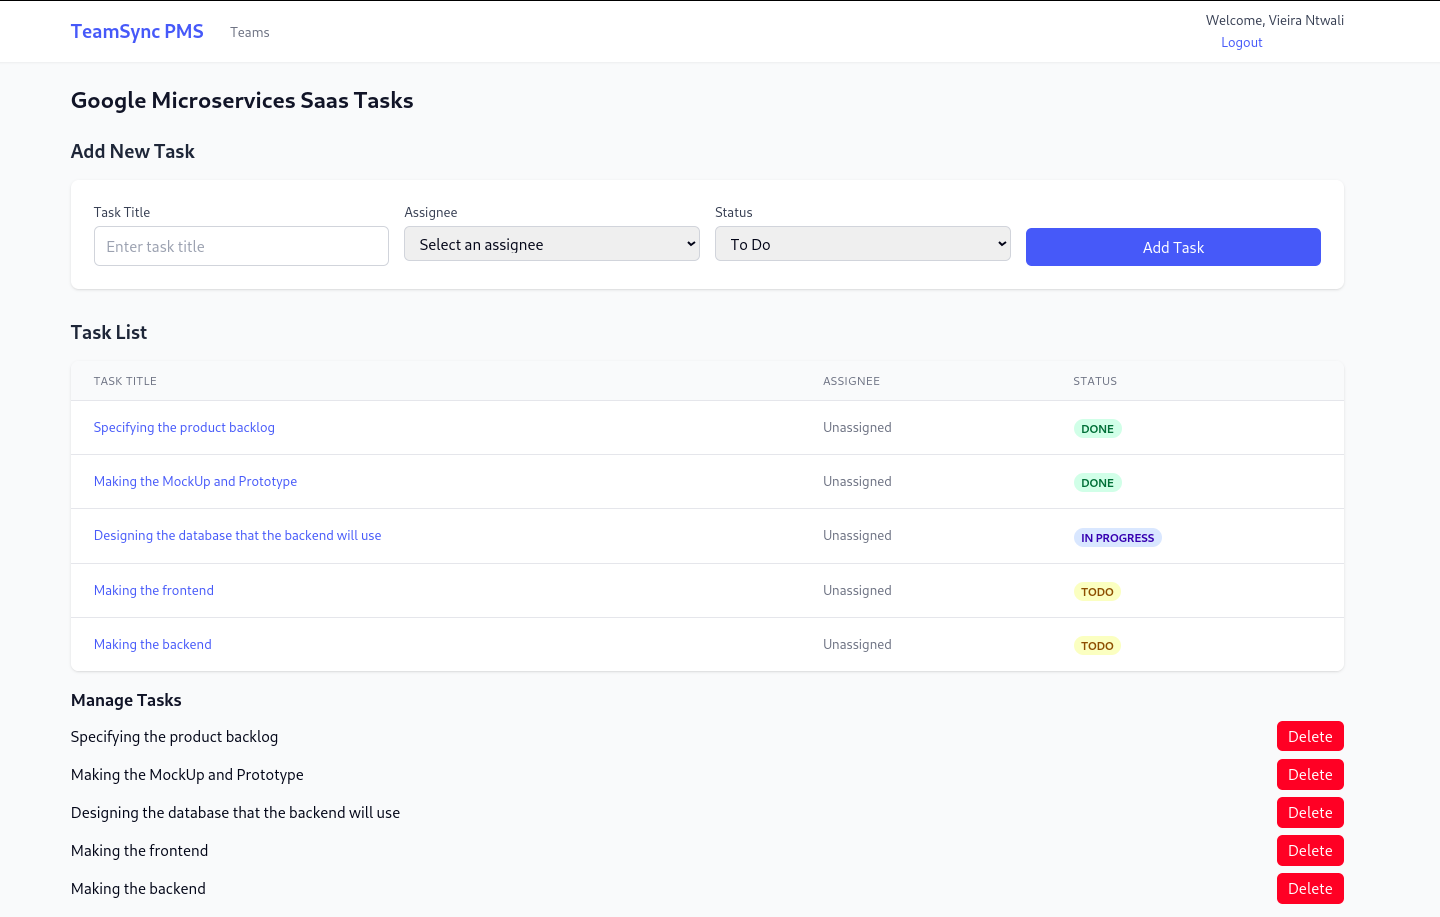 TeamSync PMS Teams Welcome, Vieira Ntwali
Logout
Google Microservices Saas Tasks
Add New Task
Task Title Assignee Status
Enter task title Select an assignee To Do Add Task
Task List
TASK TITLE ASSIGNEE STATUS
Specifying the product backlog Unassigned DONE
Making the MockUp and Prototype Unassigned DONE
Designing the database that the backend will use Unassigned IN PROGRESS
Making the frontend Unassigned TODO
Making the backend Unassigned TODO
Manage Tasks
Specifying the product backlog Delete
Making the MockUp and Prototype Delete
Designing the database that the backend will use Delete
Making the frontend Delete
Making the backend Delete